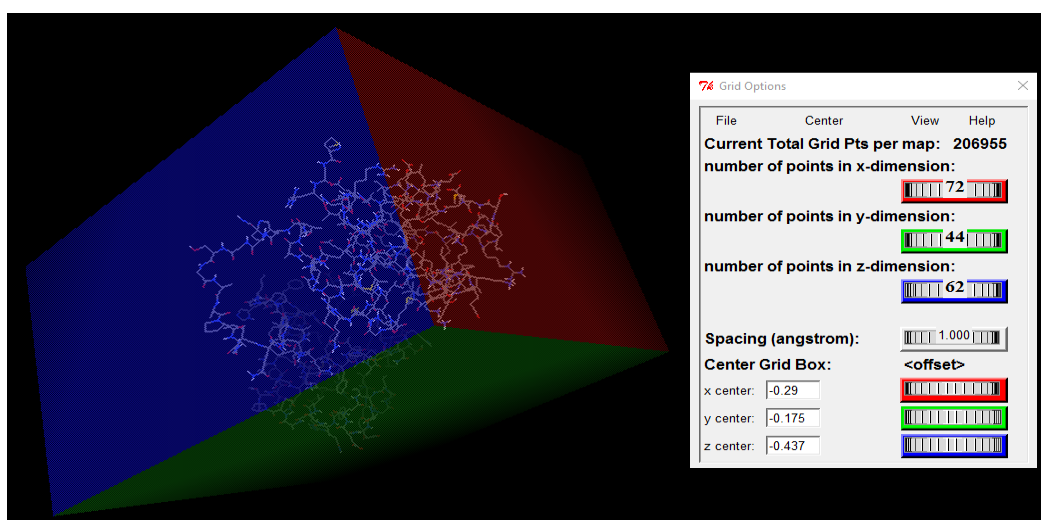 Grid Options
File Center View Help
Current Total Grid Pts per map: 206955
number of points in x-dimension:
72
number of points in y-dimension:
44
number of points in z-dimension:
62
Spacing (angstrom): 1.000
Center Grid Box: <offset>
x center: -0.29
y center: -0.175
z center: -0.437